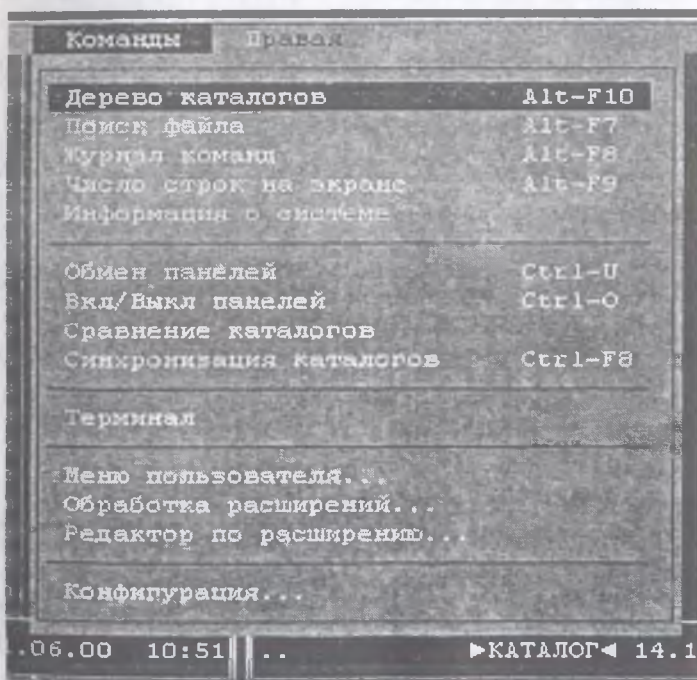 Команды Правая
Дерево каталогов Alt-F10
Поиск файла Alt-F7
Журнал команд Alt-F8
Число строк на экране Alt-F9
Информация о системе
Обмен панелей Ctrl-U
Вкл/Выкл панелей Ctrl-O
Сравнение каталогов
Синхронизация каталогов Ctrl-F8
Терминал
Меню пользователя...
Обработка расширений...
Редактор по расширению...
Конфигурация...
.06.00 10:51 .. ►КАТАЛОГ◄ 14.1